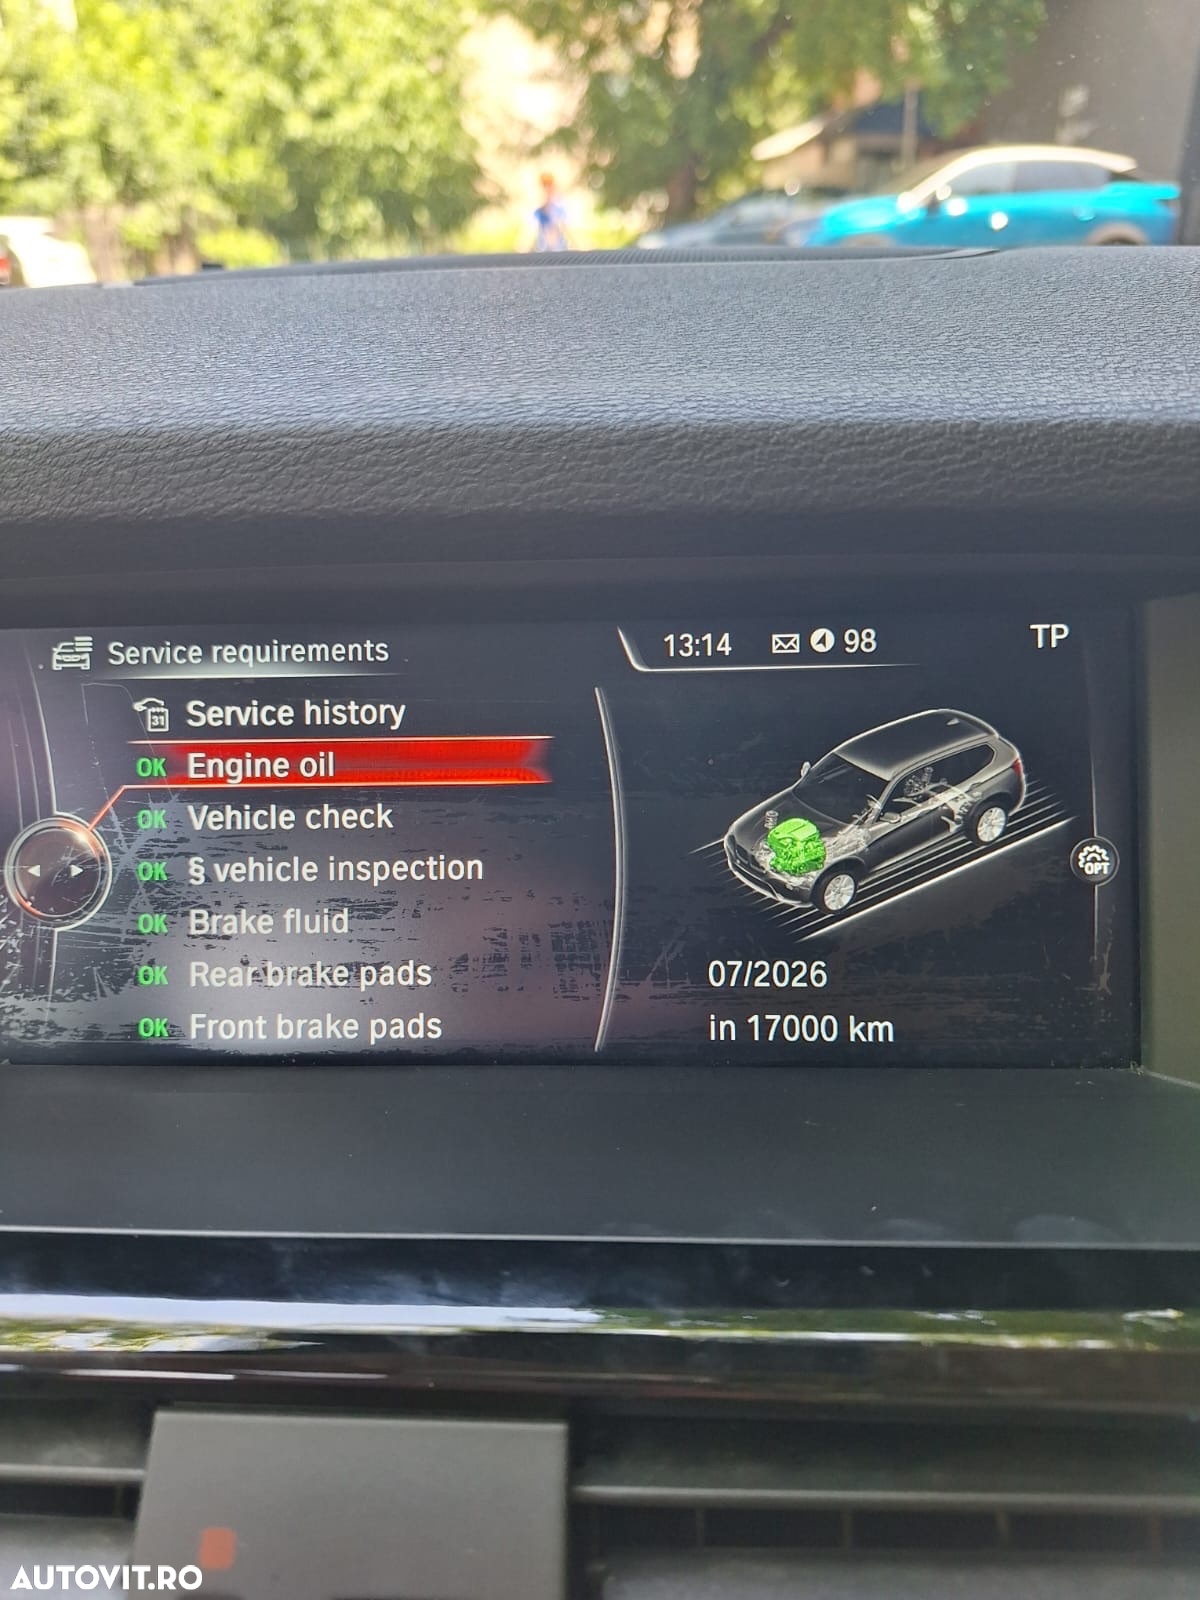 Service requirements
13:14 98
TP
31 Service history
OK Engine oil
OK Vehicle check
OK § vehicle inspection
OK Brake fluid
OK Rear brake pads
OK Front brake pads
OPT
07/2026
in 17000 km
AUTOVIT.RO